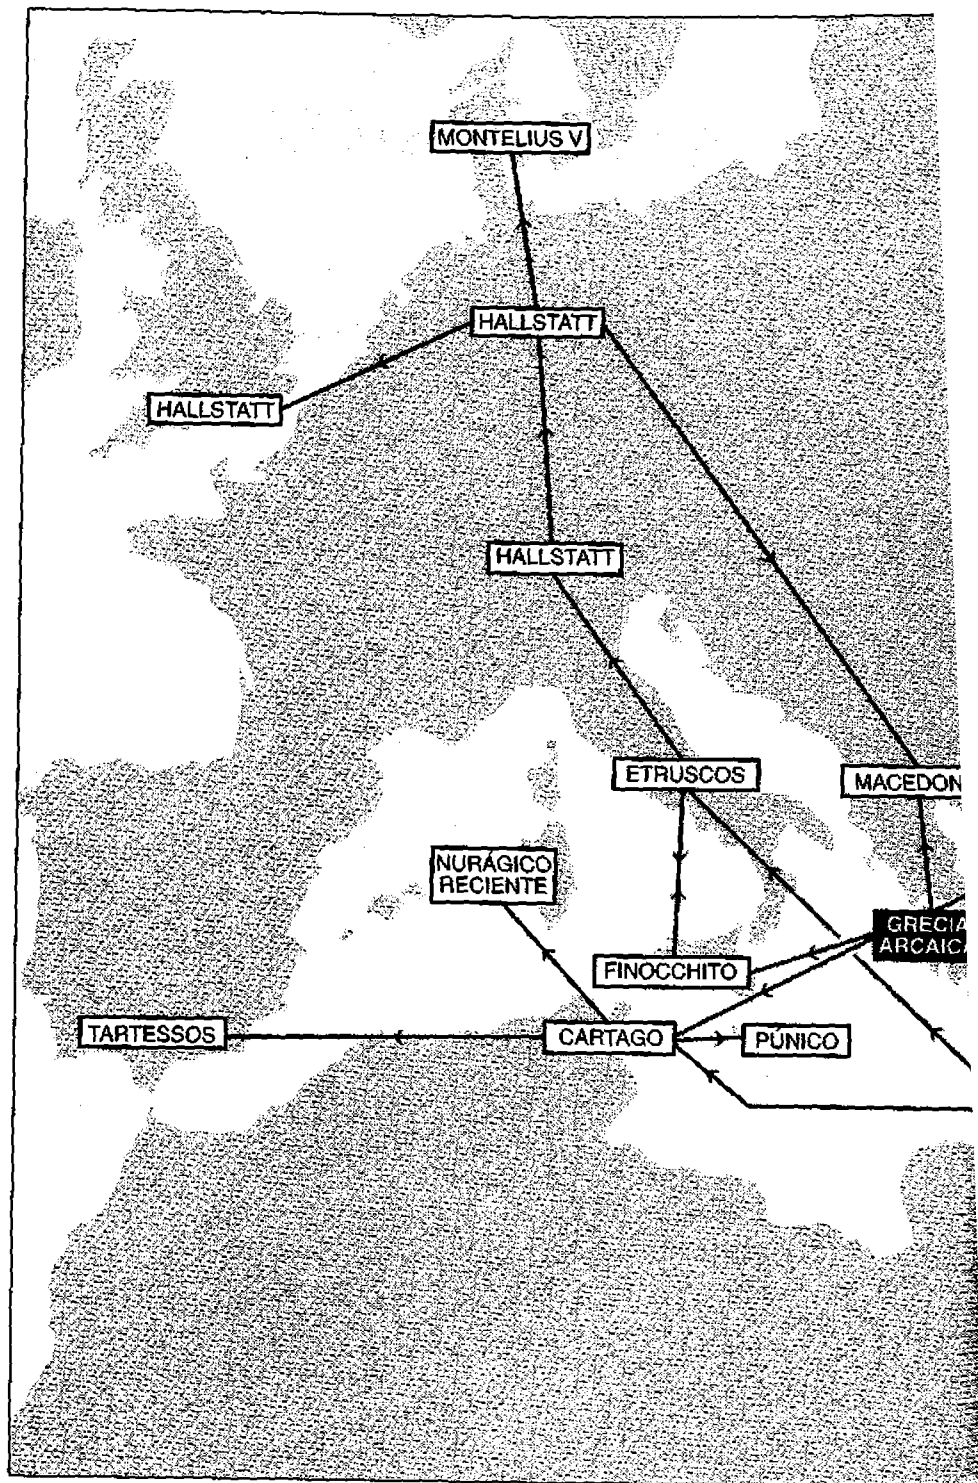 MONTELIUS V
HALLSTATT
HALLSTATT
HALLSTATT
ETRUSCOS
MACEDON
NURÁGICO
RECIENTE
GRECIA
ARCAICA
FINOCCHITO
TARTESSOS
CARTAGO
PÚNICO